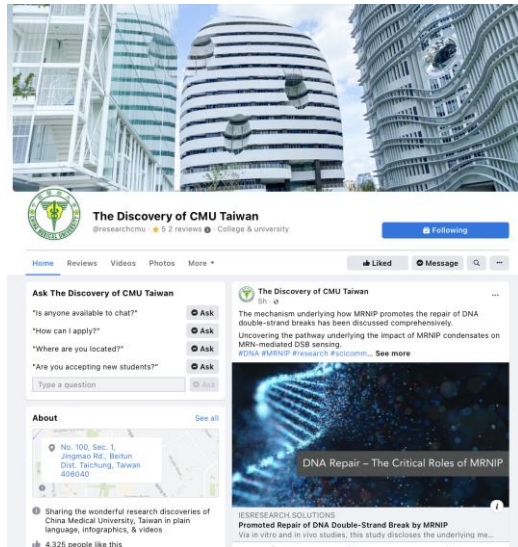 CHINA MEDICAL UNIVERSITY
The Discovery of CMU Taiwan
@researchcmu · 5 2 reviews · College & university
Following
Home Reviews Videos Photos More
Liked Message
Ask The Discovery of CMU Taiwan
"Is anyone available to chat?" Ask
"How can I apply?" Ask
"Where are you located?" Ask
"Are you accepting new students?" Ask
Type a question Ask
About See all
No. 100, Sec. 1,
Jingmao Rd., Beitun
Dist. Taichung, Taiwan
406040
Sharing the wonderful research discoveries of
China Medical University, Taiwan in plain
language, infographics, & videos
4,325 people like this
The Discovery of CMU Taiwan
5h ·
The mechanism underlying how MRNIP promotes the repair of DNA
double-strand breaks has been discussed comprehensively.
Uncovering the pathway underlying the impact of MRNIP condensates on
MRN-mediated DSB sensing.
#DNA #MRNIP #research #scicomm... See more
DNA Repair – The Critical Roles of MRNIP
IESRESEARCH.SOLUTIONS
Promoted Repair of DNA Double-Strand Break by MRNIP
Via in vitro and in vivo studies, this study discloses the underlying me...